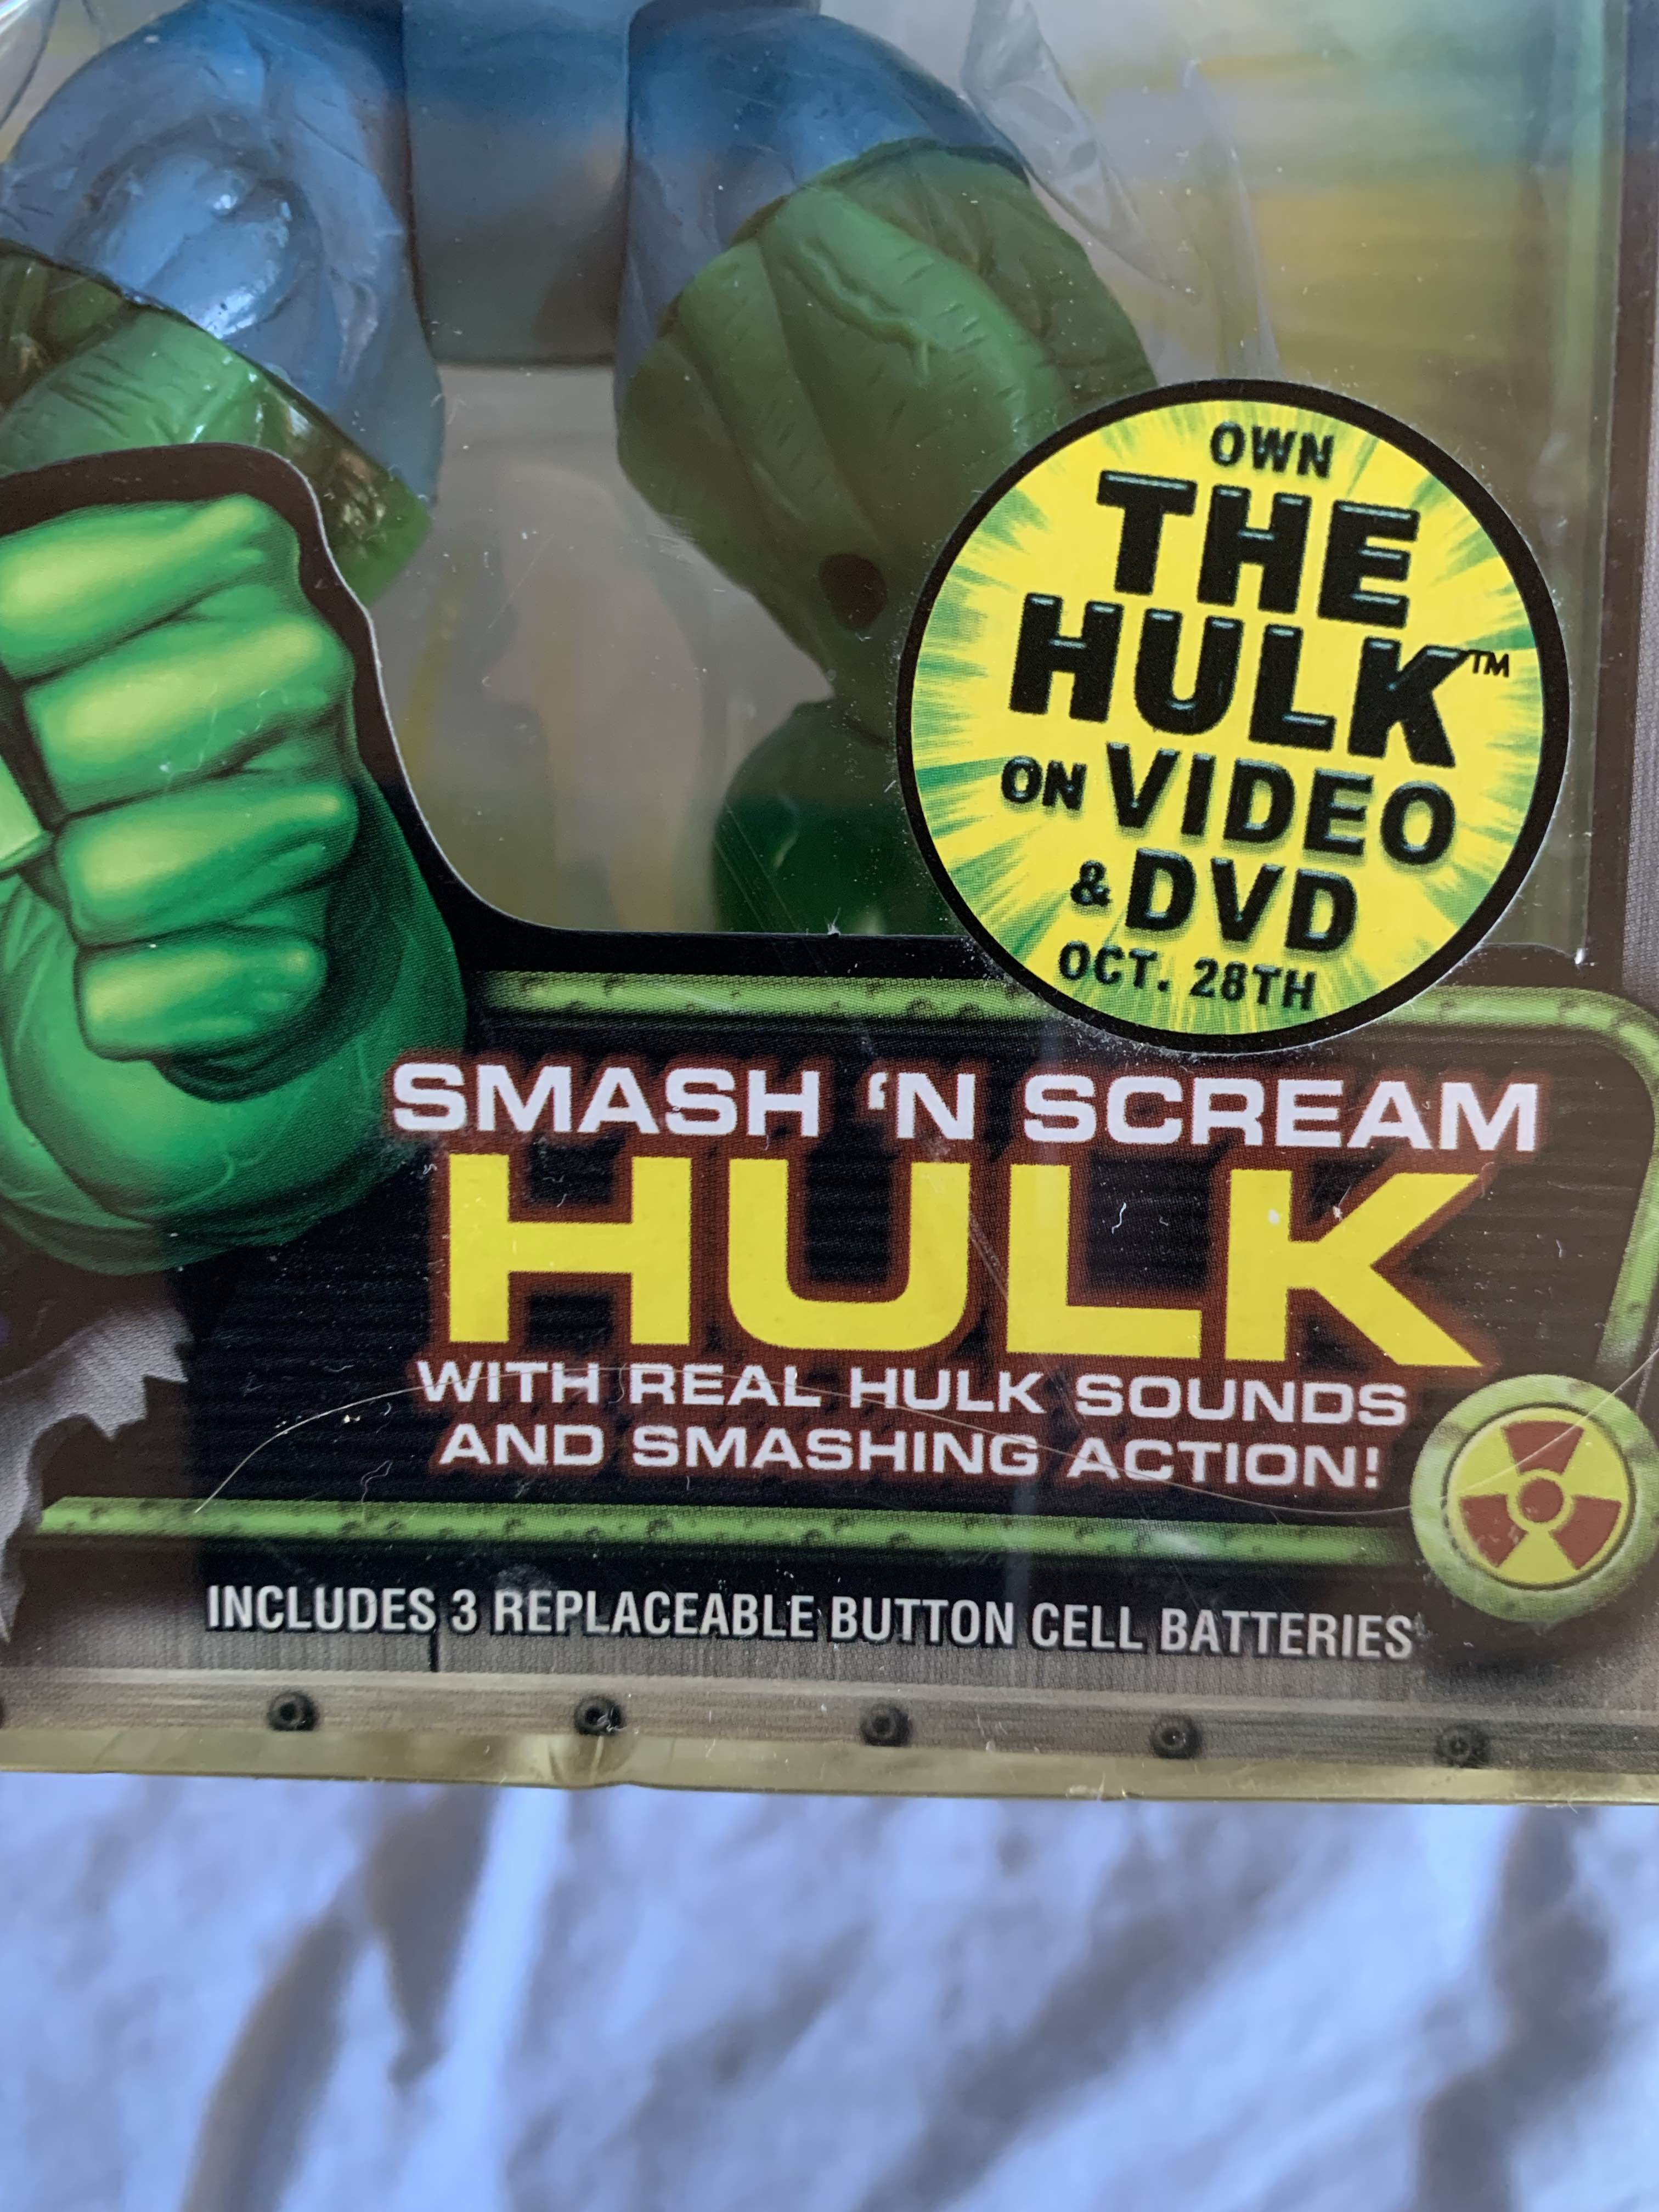 OWN
THE
HULK™
ON VIDEO
& DVD
OCT. 28TH
SMASH ‘N SCREAM
HULK
WITH REAL HULK SOUNDS
AND SMASHING ACTION!
INCLUDES 3 REPLACEABLE BUTTON CELL BATTERIES